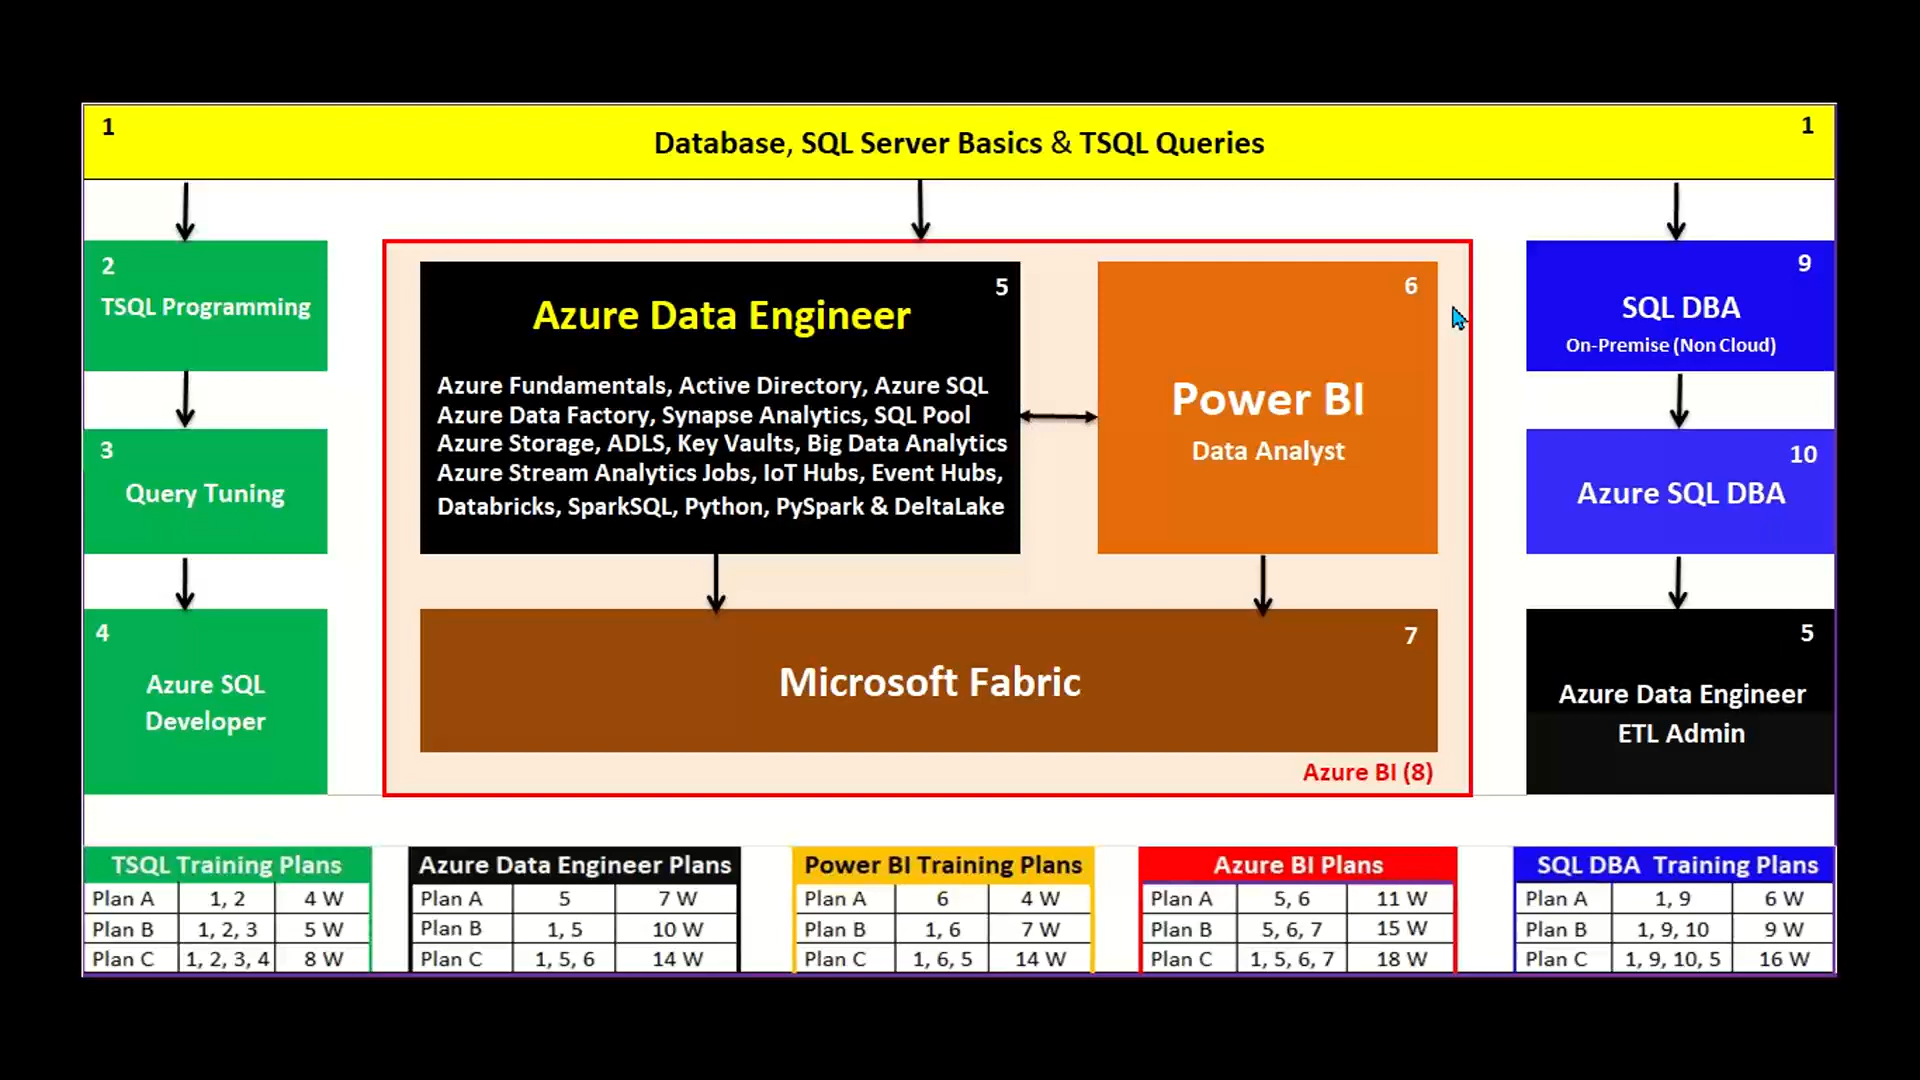 1
Database, SQL Server Basics & TSQL Queries
1
2
TSQL Programming
3
Query Tuning
4
Azure SQL
Developer
5
Azure Data Engineer
Azure Fundamentals, Active Directory, Azure SQL
Azure Data Factory, Synapse Analytics, SQL Pool
Azure Storage, ADLS, Key Vaults, Big Data Analytics
Azure Stream Analytics Jobs, IoT Hubs, Event Hubs,
Databricks, SparkSQL, Python, PySpark & DeltaLake
6
Power BI
Data Analyst
7
Microsoft Fabric
Azure BI (8)
9
SQL DBA
On-Premise (Non Cloud)
10
Azure SQL DBA
5
Azure Data Engineer
ETL Admin
TSQL Training Plans
Plan A 1, 2 4 W
Plan B 1, 2, 3 5 W
Plan C 1, 2, 3, 4 8 W
Azure Data Engineer Plans
Plan A 5 7 W
Plan B 1, 5 10 W
Plan C 1, 5, 6 14 W
Power BI Training Plans
Plan A 6 4 W
Plan B 1, 6 7 W
Plan C 1, 6, 5 14 W
Azure BI Plans
Plan A 5, 6 11 W
Plan B 5, 6, 7 15 W
Plan C 1, 5, 6, 7 18 W
SQL DBA Training Plans
Plan A 1, 9 6 W
Plan B 1, 9, 10 9 W
Plan C 1, 9, 10, 5 16 W